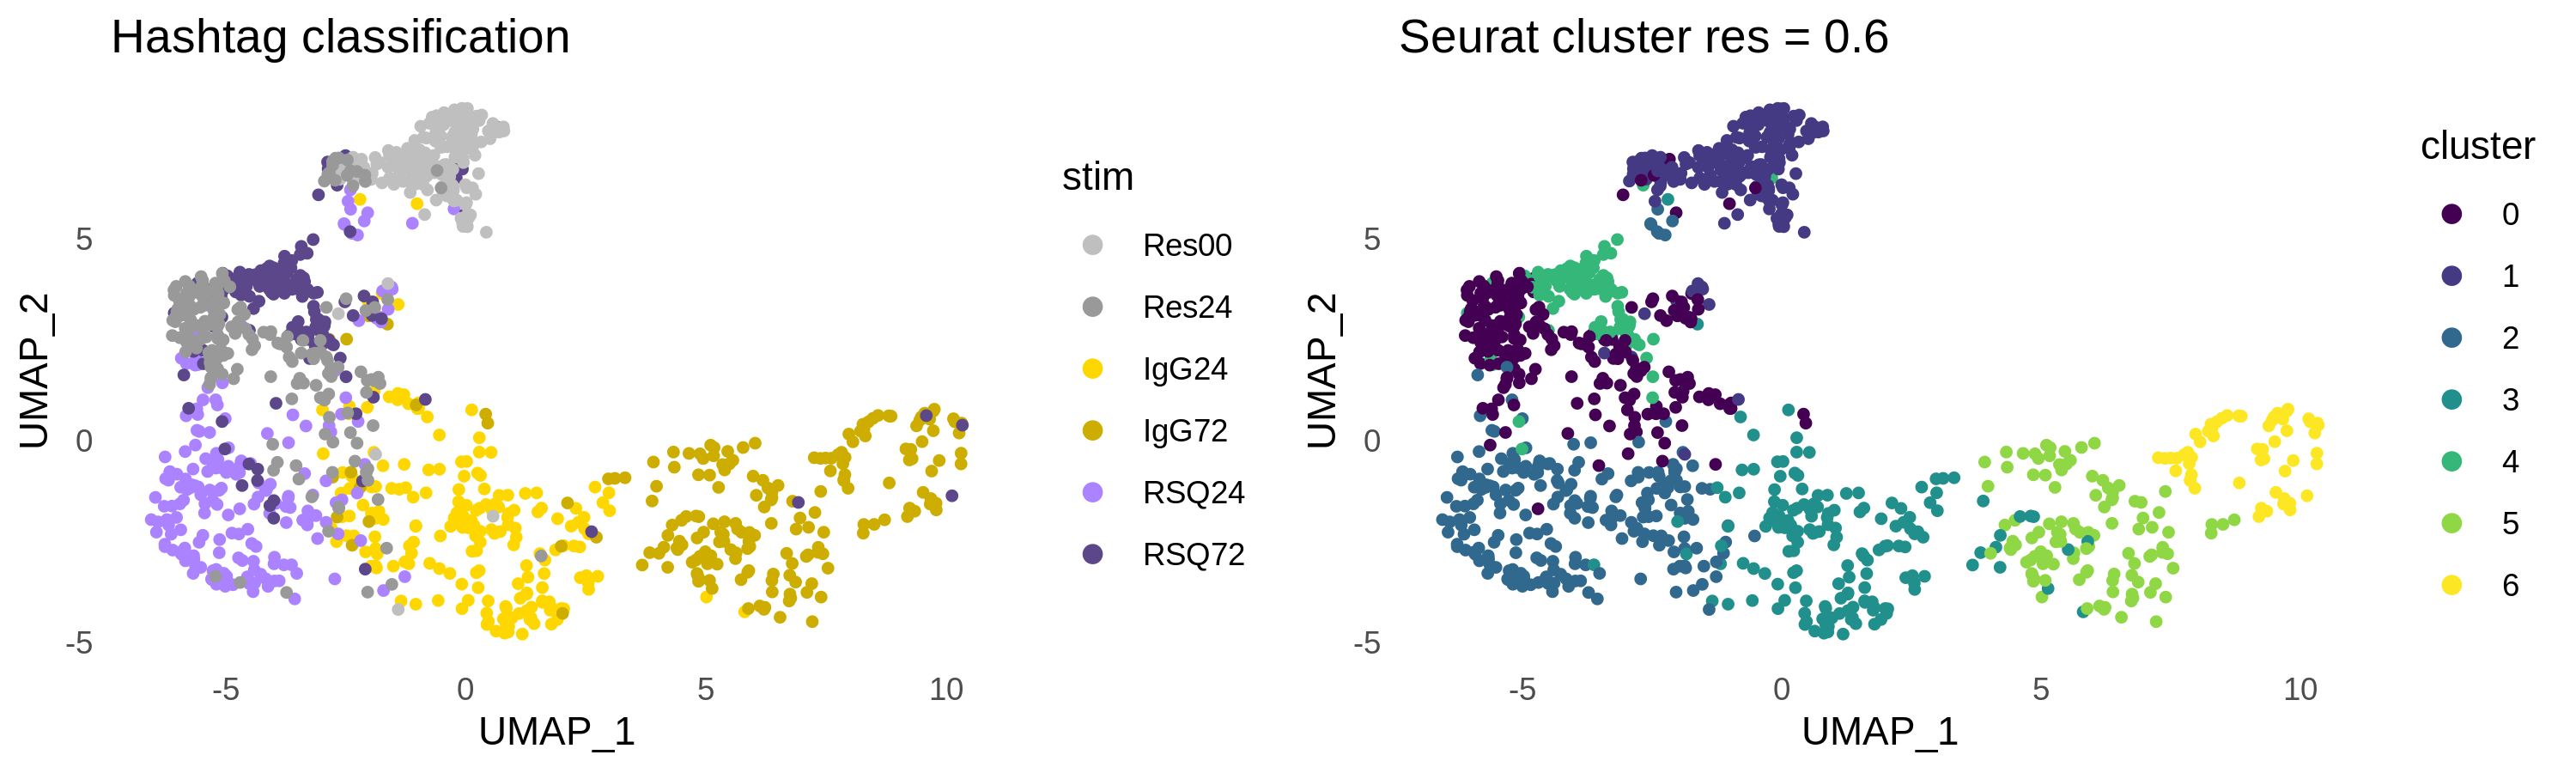 Hashtag classification
5
0
-5
UMAP_2
-5 0 5 10
UMAP_1
stim
Res00
Res24
IgG24
IgG72
RSQ24
RSQ72
Seurat cluster res = 0.6
5
0
-5
UMAP_2
-5 0 5 10
UMAP_1
cluster
0
1
2
3
4
5
6